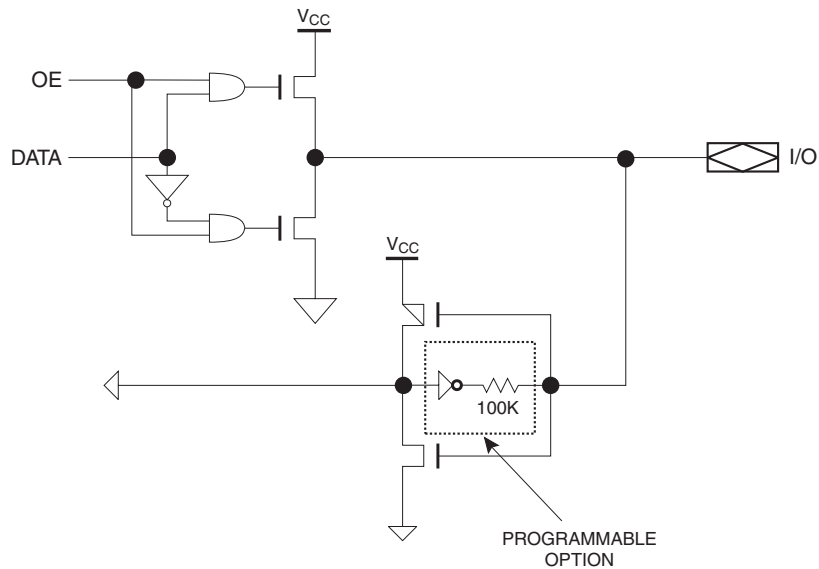 VCC
OE
DATA
I/O
VCC
100K
PROGRAMMABLE
OPTION